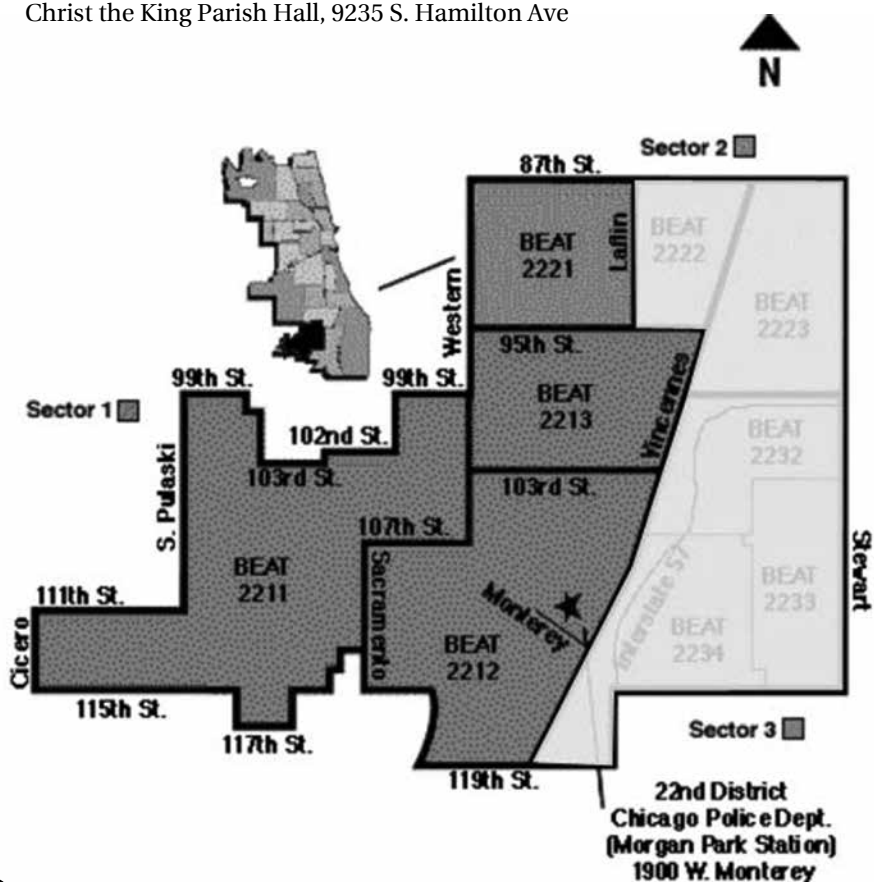 Christ the King Parish Hall, 9235 S. Hamilton Ave
N
Sector 2
87th St.
BEAT
2221
Laflin
BEAT
2222
BEAT
2223
Western
95th St.
BEAT
2213
Vincennes
99th St.
99th St.
Sector 1
102nd St.
103rd St.
103rd St.
BEAT
2232
S. Pulaski
107th St.
BEAT
2211
Sacramento
111th St.
Cicero
Monterey
BEAT
2212
Interstate 57
BEAT
2233
BEAT
2234
Stewart
115th St.
117th St.
119th St.
Sector 3
22nd District
Chicago Police Dept.
(Morgan Park Station)
1900 W. Monterey